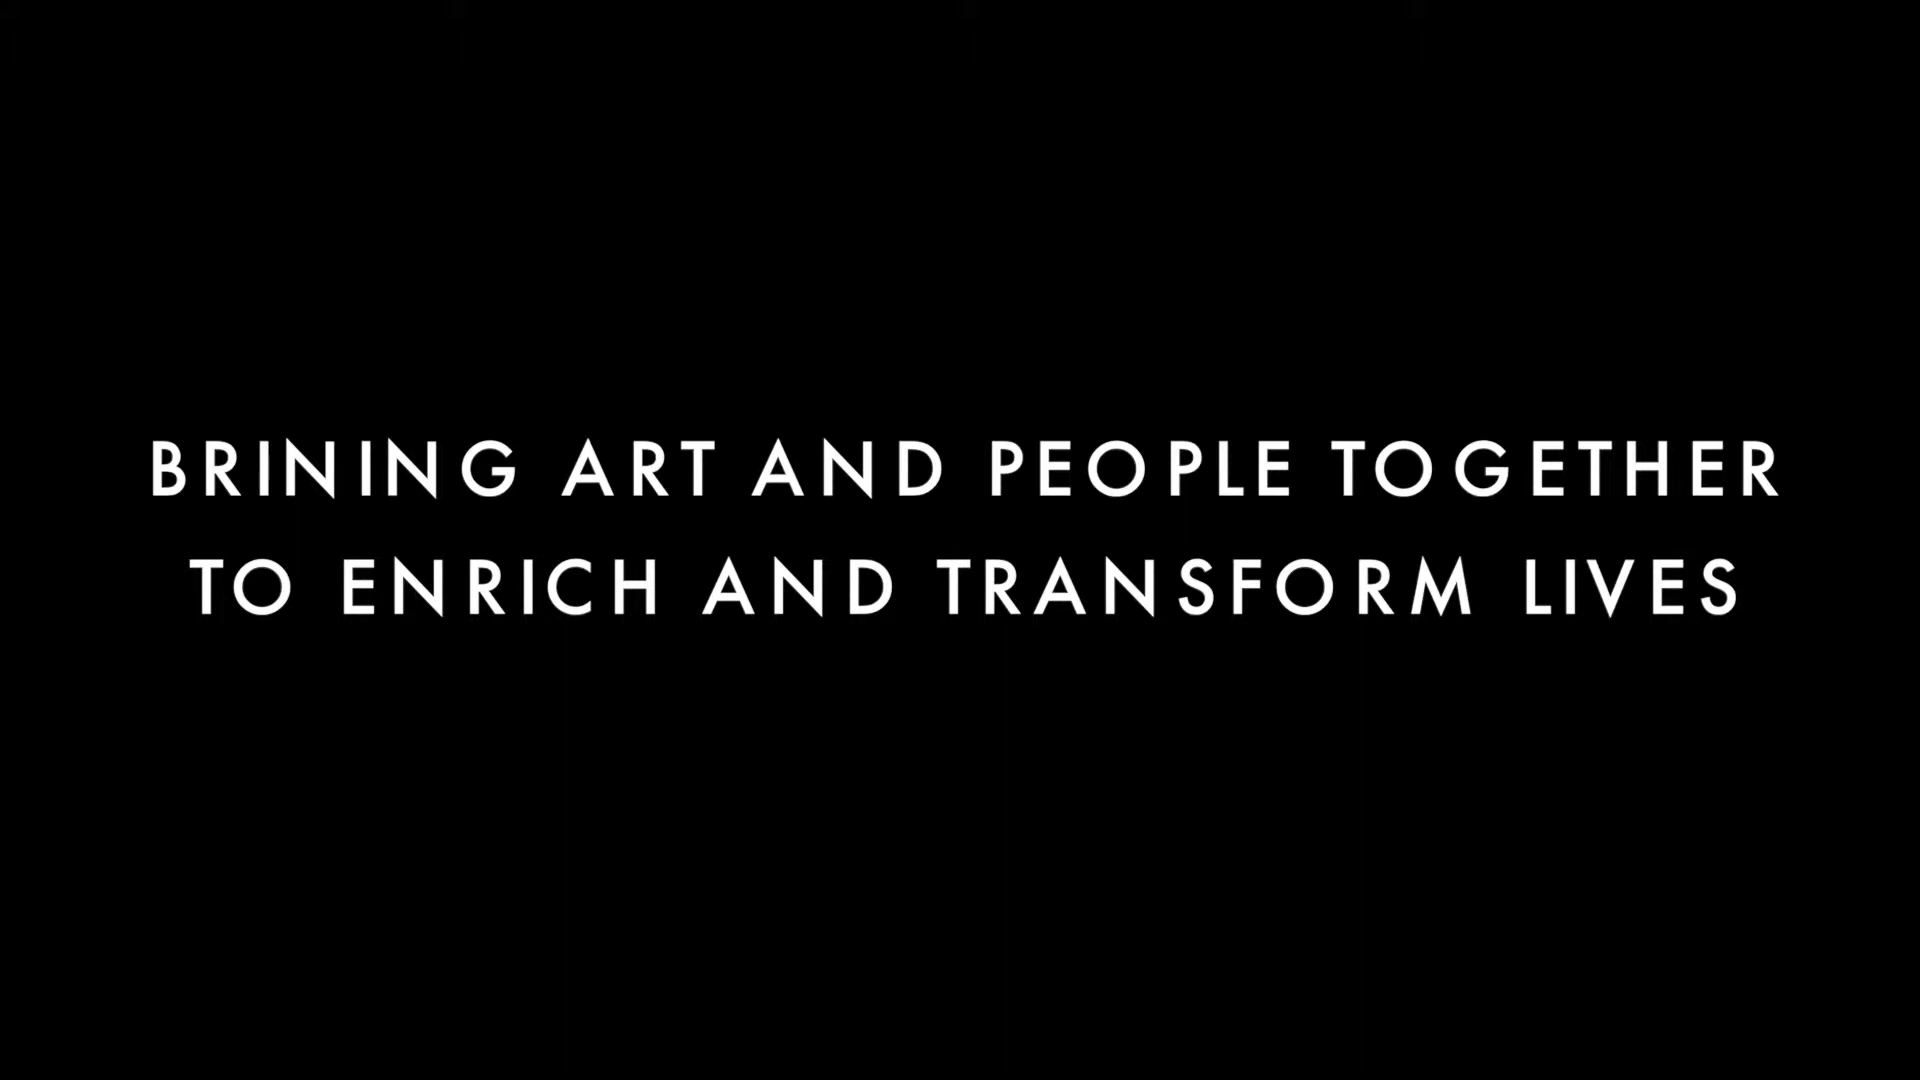 BRINING ART AND PEOPLE TOGETHER
TO ENRICH AND TRANSFORM LIVES